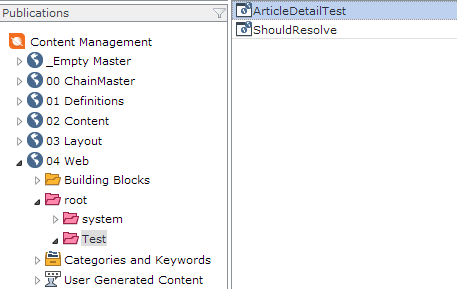 Publications
Content Management
_Empty Master
00 ChainMaster
01 Definitions
02 Content
03 Layout
04 Web
Building Blocks
root
system
Test
Categories and Keywords
User Generated Content
ArticleDetailTest
ShouldResolve